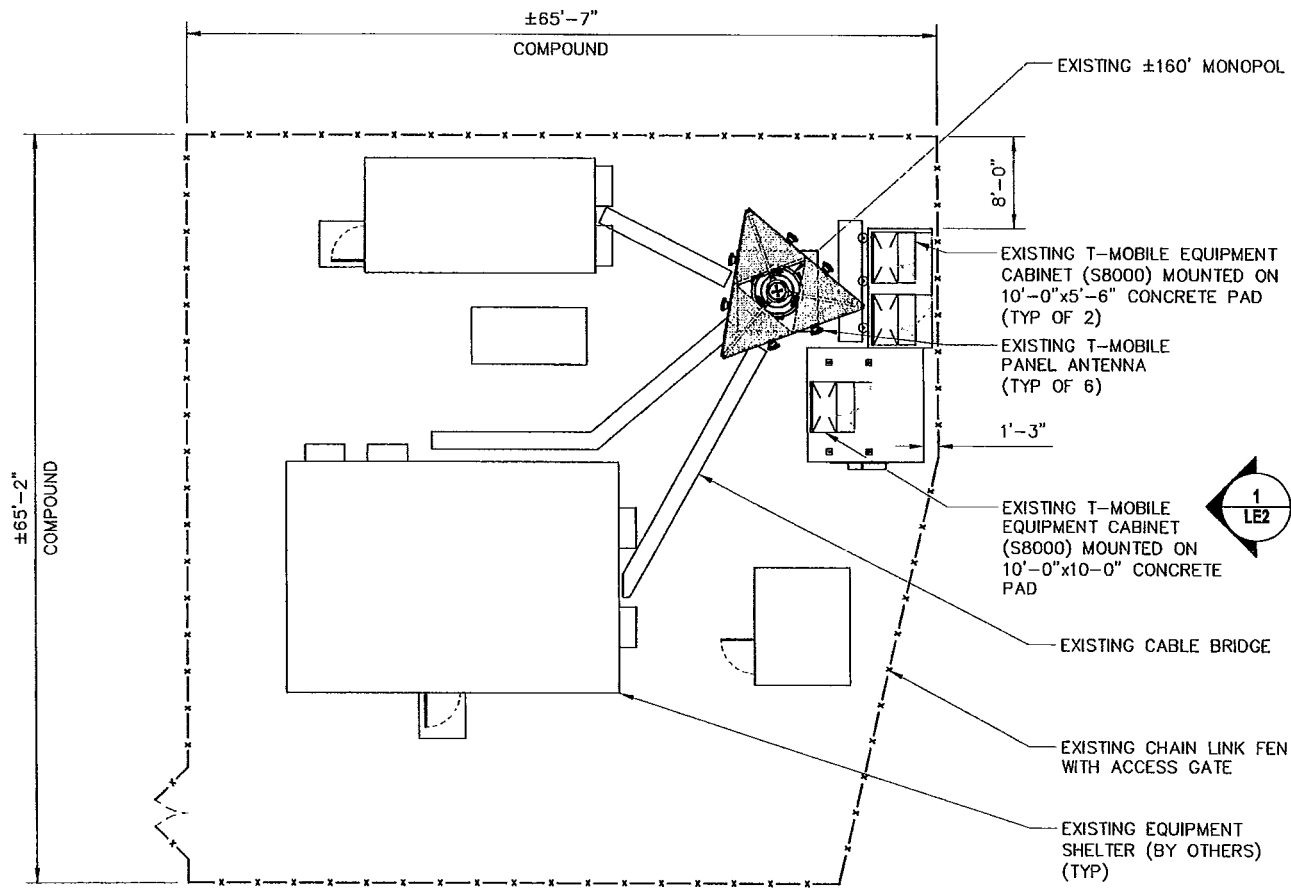 ±65'-7"
COMPOUND
EXISTING ±160' MONOPOL
8'-0"
EXISTING T-MOBILE EQUIPMENT
CABINET (S8000) MOUNTED ON
10'-0"x5'-6" CONCRETE PAD
(TYP OF 2)
EXISTING T-MOBILE
PANEL ANTENNA
(TYP OF 6)
1'-3"
±65'-2"
COMPOUND
1
LE2
EXISTING T-MOBILE
EQUIPMENT CABINET
(S8000) MOUNTED ON
10'-0"x10-0" CONCRETE
PAD
EXISTING CABLE BRIDGE
EXISTING CHAIN LINK FEN
WITH ACCESS GATE
EXISTING EQUIPMENT
SHELTER (BY OTHERS)
(TYP)